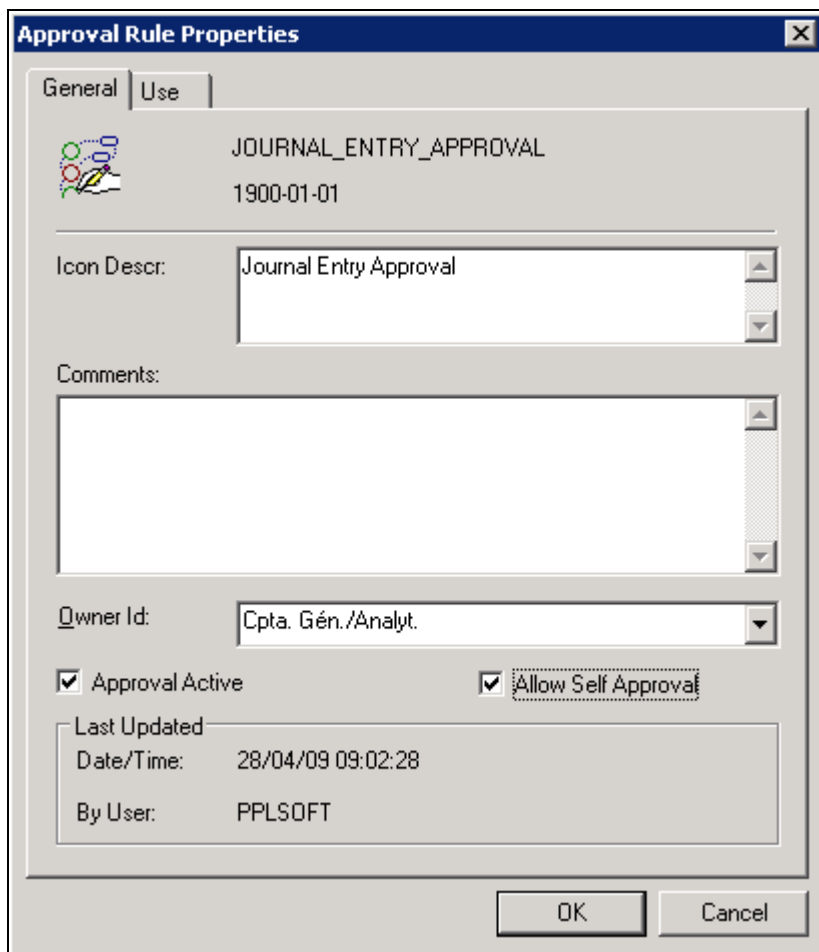 Approval Rule Properties
General
Use
JOURNAL_ENTRY_APPROVAL
1900-01-01
Icon Descr:
Journal Entry Approval
Comments:
Owner Id:
Cpta. Gén./Analyt.
Approval Active
Allow Self Approval
Last Updated
Date/Time:
28/04/09 09:02:28
By User:
PPLSOFT
OK
Cancel